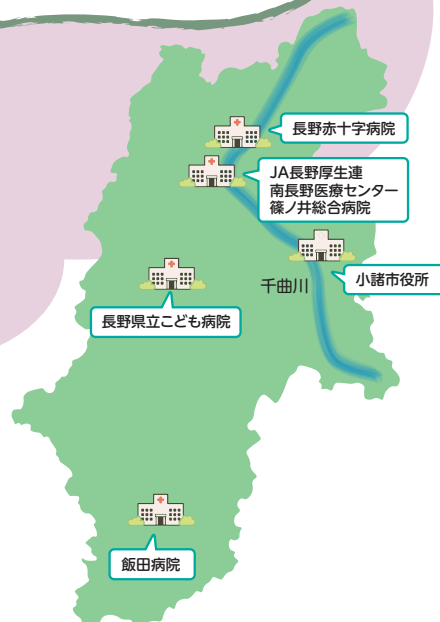 長野赤十字病院
JA長野厚生連
南長野医療センター
篠ノ井総合病院
小諸市役所
千曲川
長野県立こども病院
飯田病院